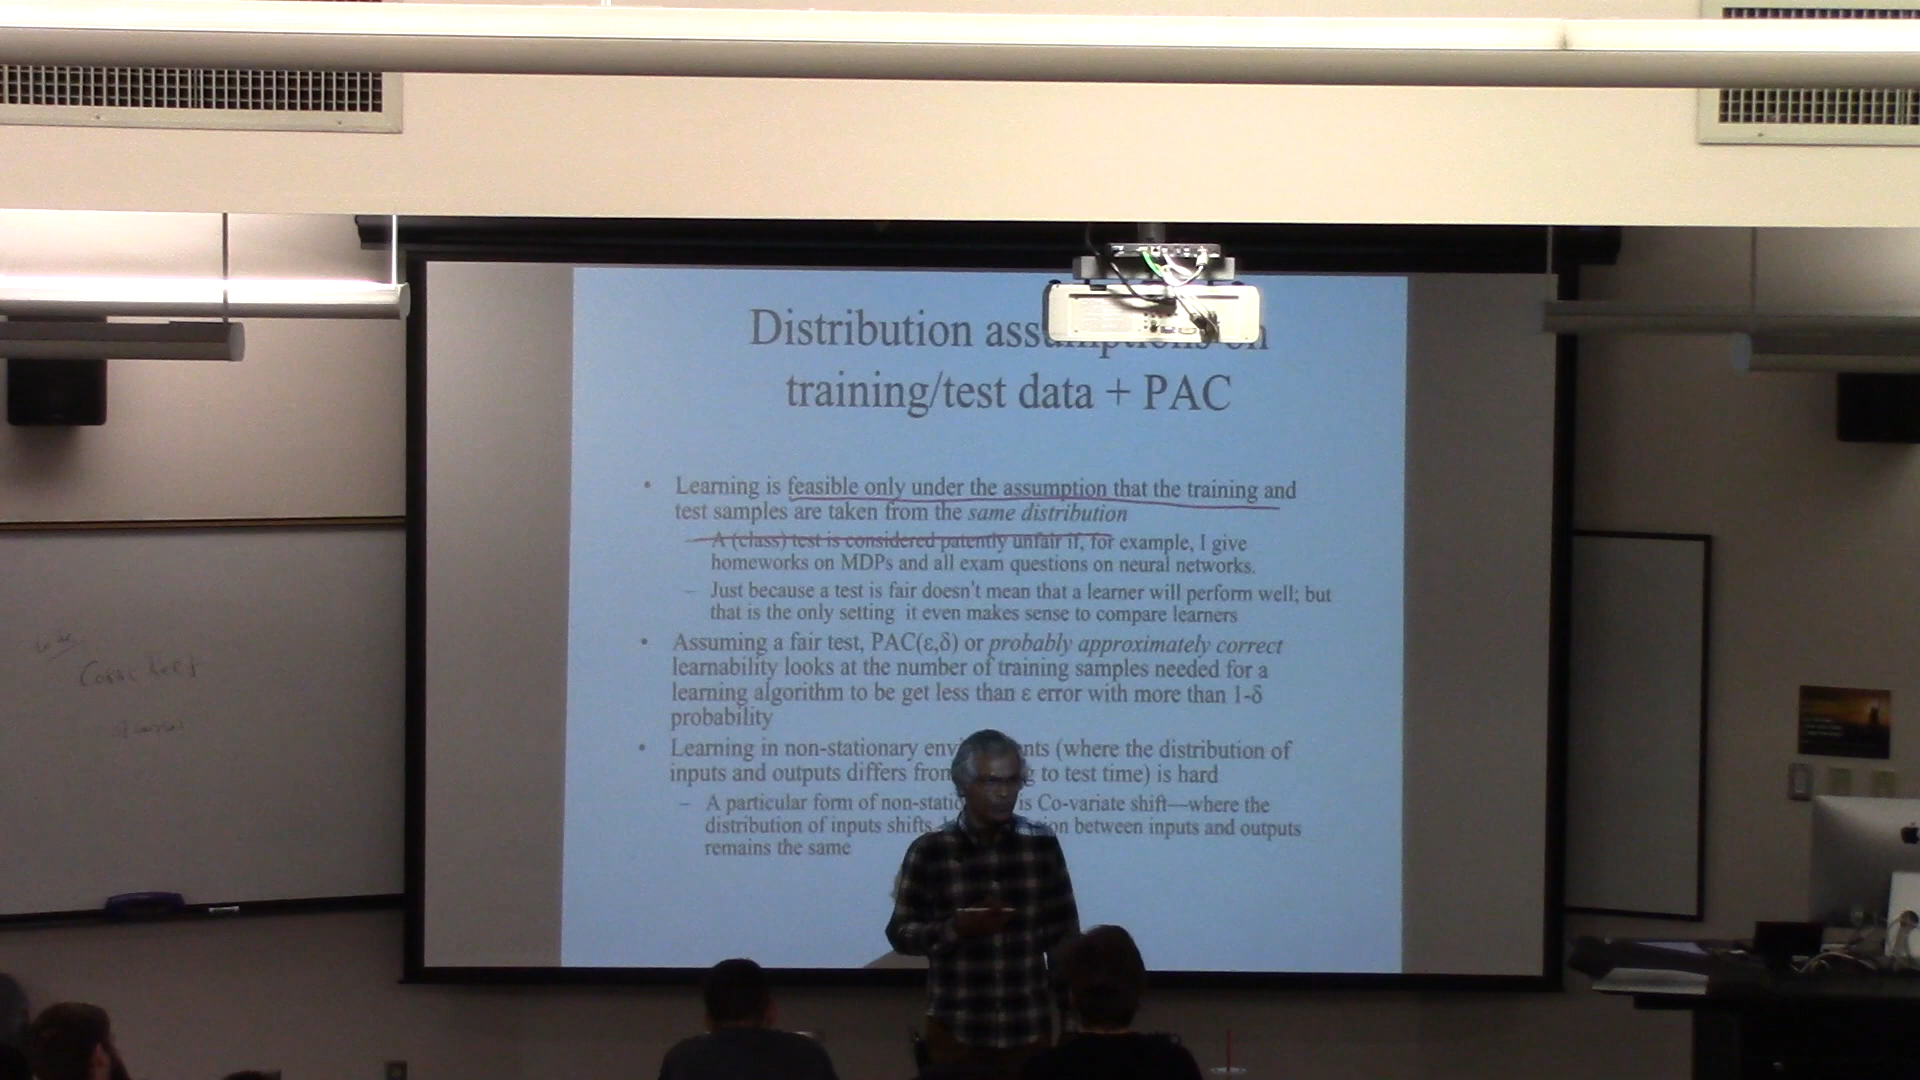 Distribution assumptions on
training/test data + PAC
• Learning is feasible only under the assumption that the training and
test samples are taken from the same distribution
– A (class) test is considered patently unfair if, for example, I give
homeworks on MDPs and all exam questions on neural networks.
– Just because a test is fair doesn't mean that a learner will perform well; but
that is the only setting it even makes sense to compare learners
• Assuming a fair test, PAC(ε,δ) or probably approximately correct
learnability looks at the number of training samples needed for a
learning algorithm to be get less than ε error with more than 1-δ
probability
• Learning in non-stationary environments (where the distribution of
inputs and outputs differs from to test time) is hard
– A particular form of is Co-variate shift—where the
distribution of inputs shifts between inputs and outputs
remains the same